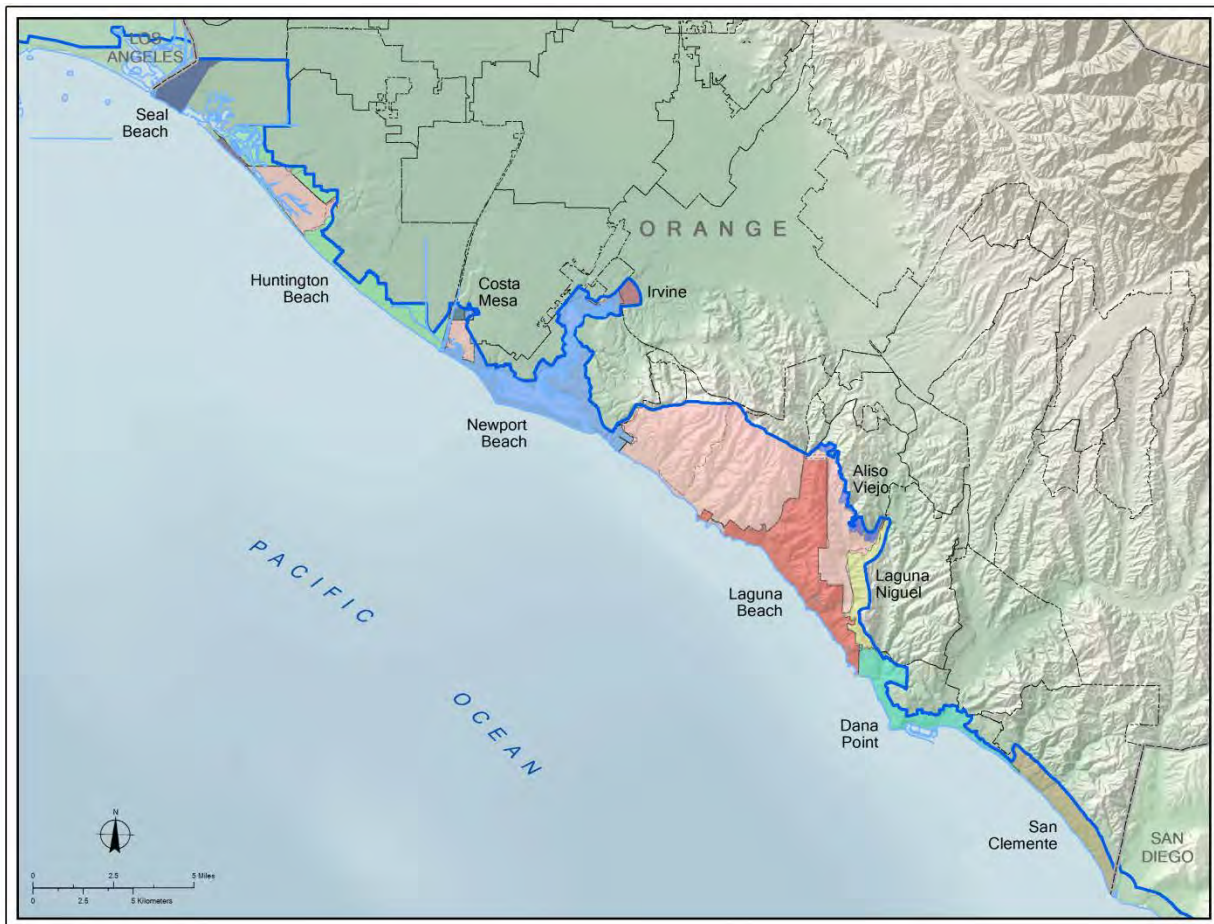 LOS
ANGELES
Seal
Beach
ORANGE
Huntington
Beach
Costa
Mesa
Irvine
Newport
Beach
Aliso
Viejo
PACIFIC
OCEAN
Laguna
Beach
Laguna
Niguel
Dana
Point
San
Clemente
SAN
DIEGO
N
0 2.5 5 Miles
0 2.5 5 Kilometers